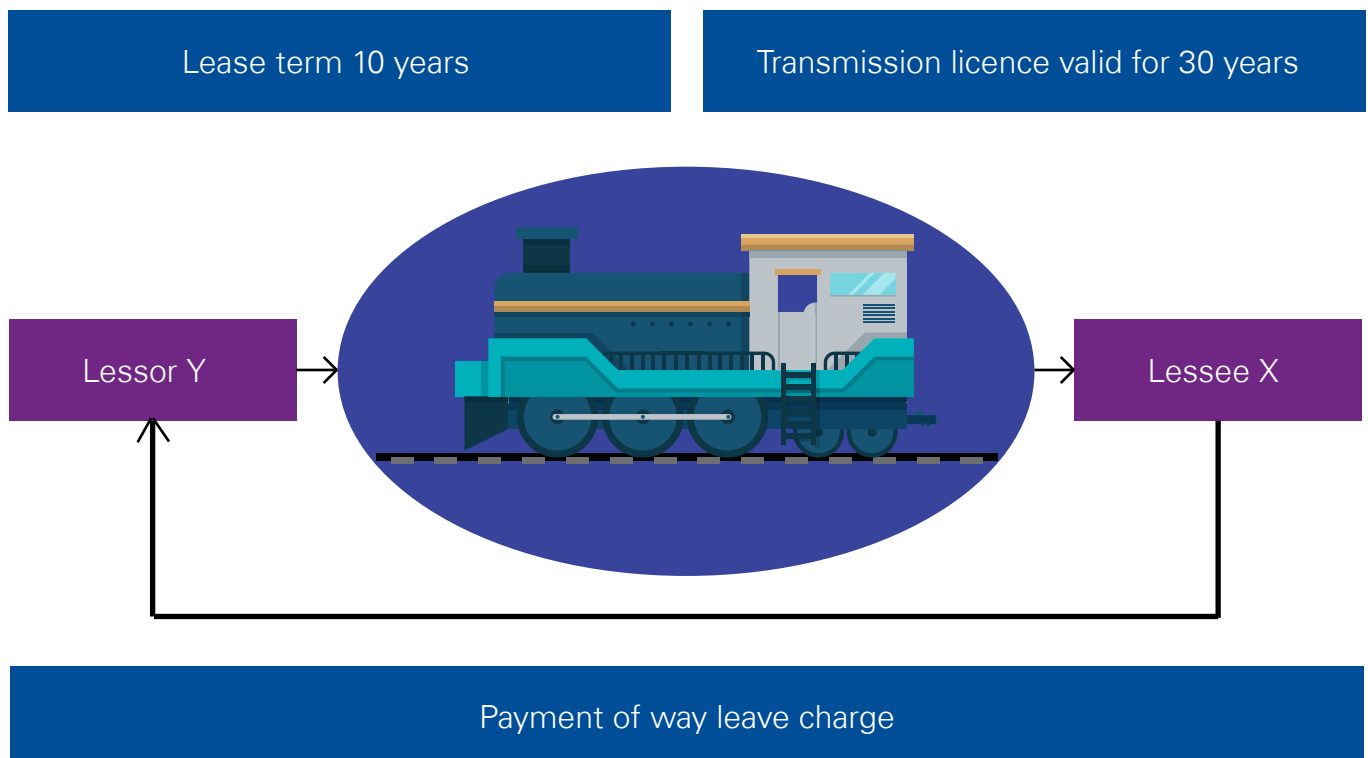 Lease term 10 years
Transmission licence valid for 30 years
Lessor Y
Lessee X
Payment of way leave charge